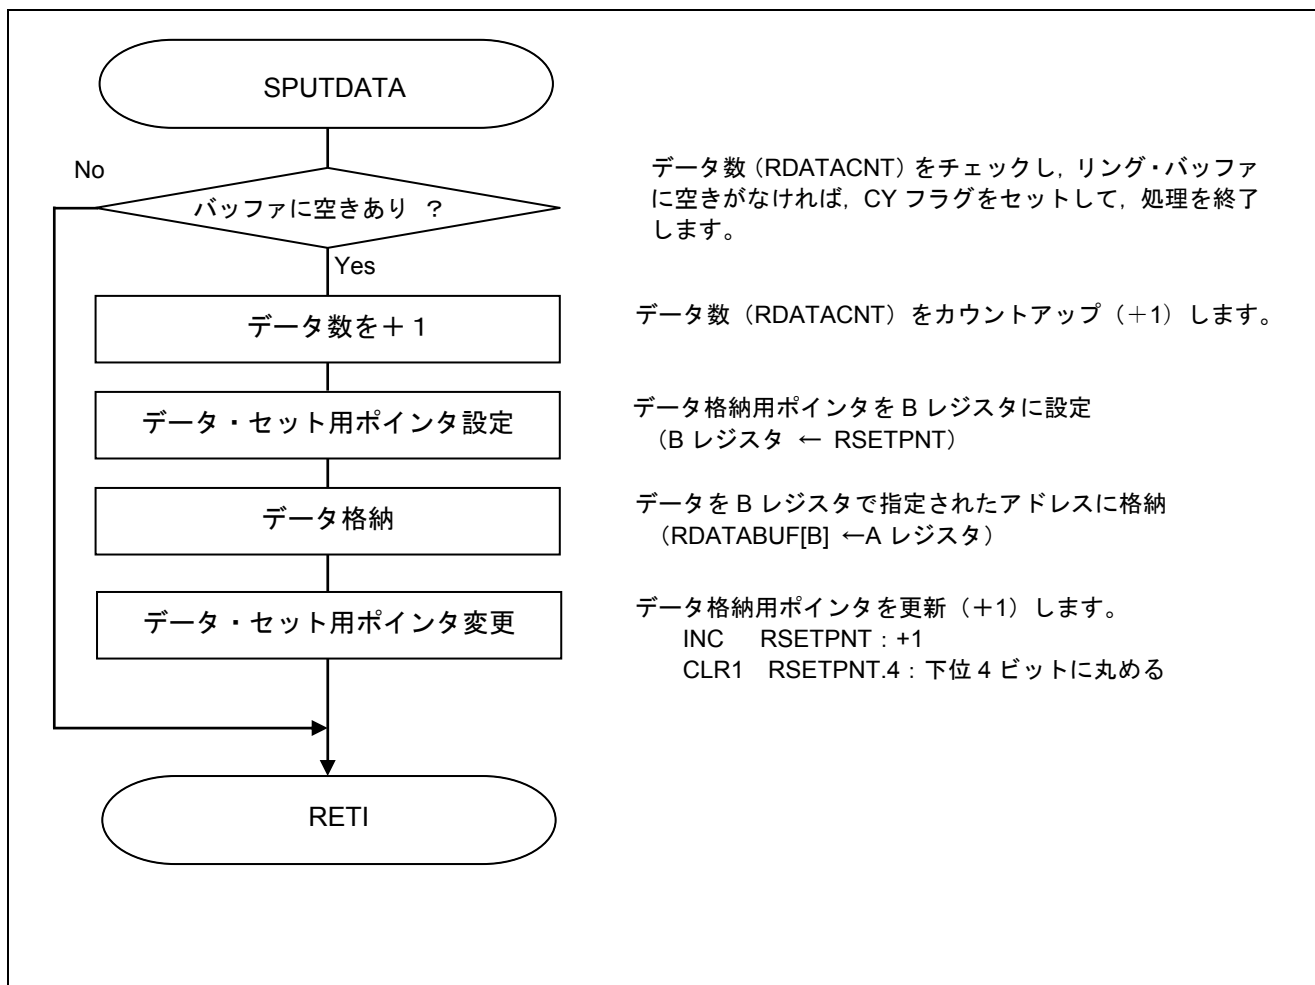 SPUTDATA
No
バッファに空きあり ?
データ数（RDATACNT）をチェックし，リング・バッファ
に空きがなければ，CY フラグをセットして，処理を終了
します。
Yes
データ数を＋１
データ数（RDATACNT）をカウントアップ（＋1）します。
データ・セット用ポインタ設定
データ格納用ポインタを B レジスタに設定
（B レジスタ ← RSETPNT）
データ格納
データを B レジスタで指定されたアドレスに格納
（RDATABUF[B] ←A レジスタ）
データ・セット用ポインタ変更
データ格納用ポインタを更新（＋1）します。
INC RSETPNT：+1
CLR1 RSETPNT.4：下位 4 ビットに丸める
RETI